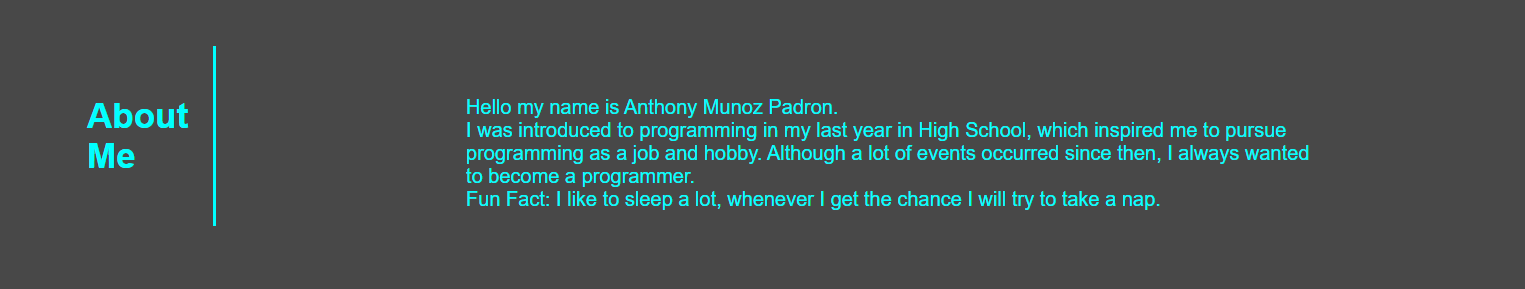 About
Me
Hello my name is Anthony Munoz Padron.
I was introduced to programming in my last year in High School, which inspired me to pursue
programming as a job and hobby. Although a lot of events occurred since then, I always wanted
to become a programmer.
Fun Fact: I like to sleep a lot, whenever I get the chance I will try to take a nap.